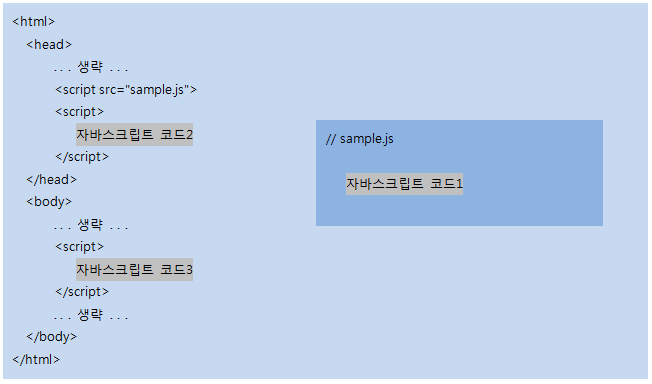 <html>
<head>
... 생략 ...
<script src="sample.js">
<script>
자바스크립트 코드2
</script>
</head>
<body>
... 생략 ...
<script>
자바스크립트 코드3
</script>
... 생략 ...
</body>
</html>
// sample.js
자바스크립트 코드1